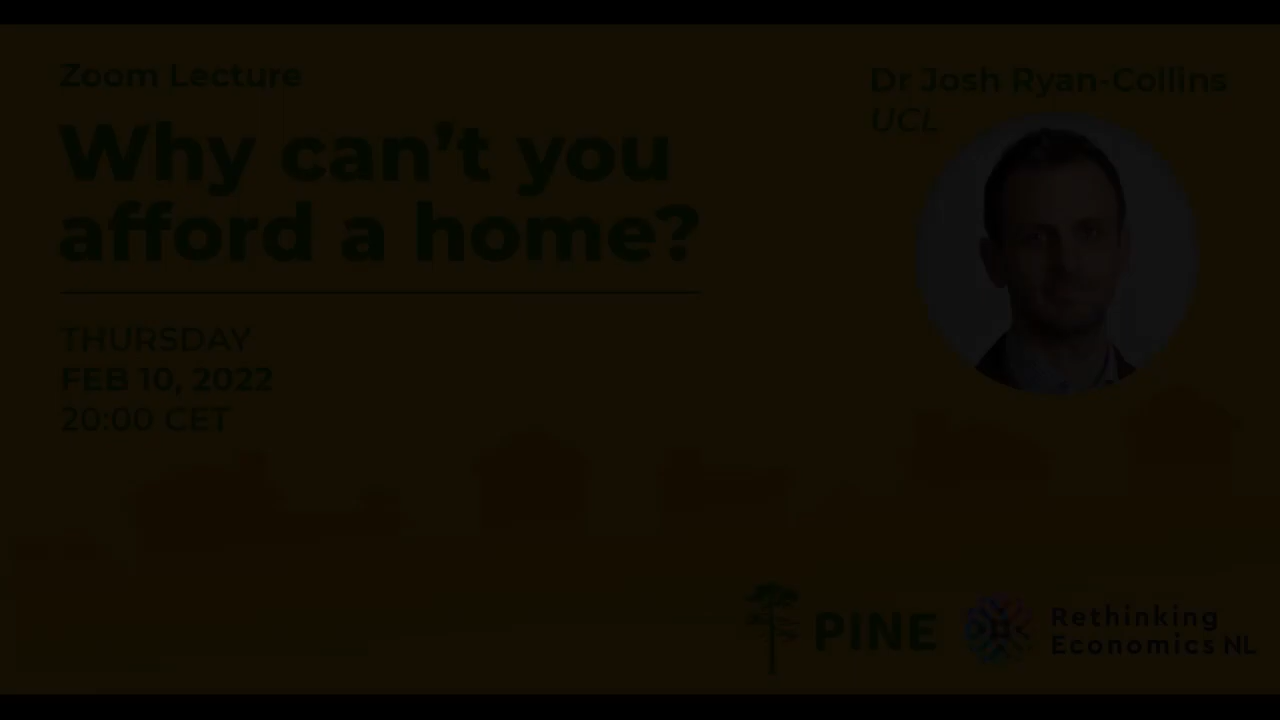 Zoom Lecture
Why can't you
afford a home?
THURSDAY
FEB 10, 2022
20:00 CET
Dr Josh Ryan-Collins
UCL
PINE
Rethinking
Economics NL